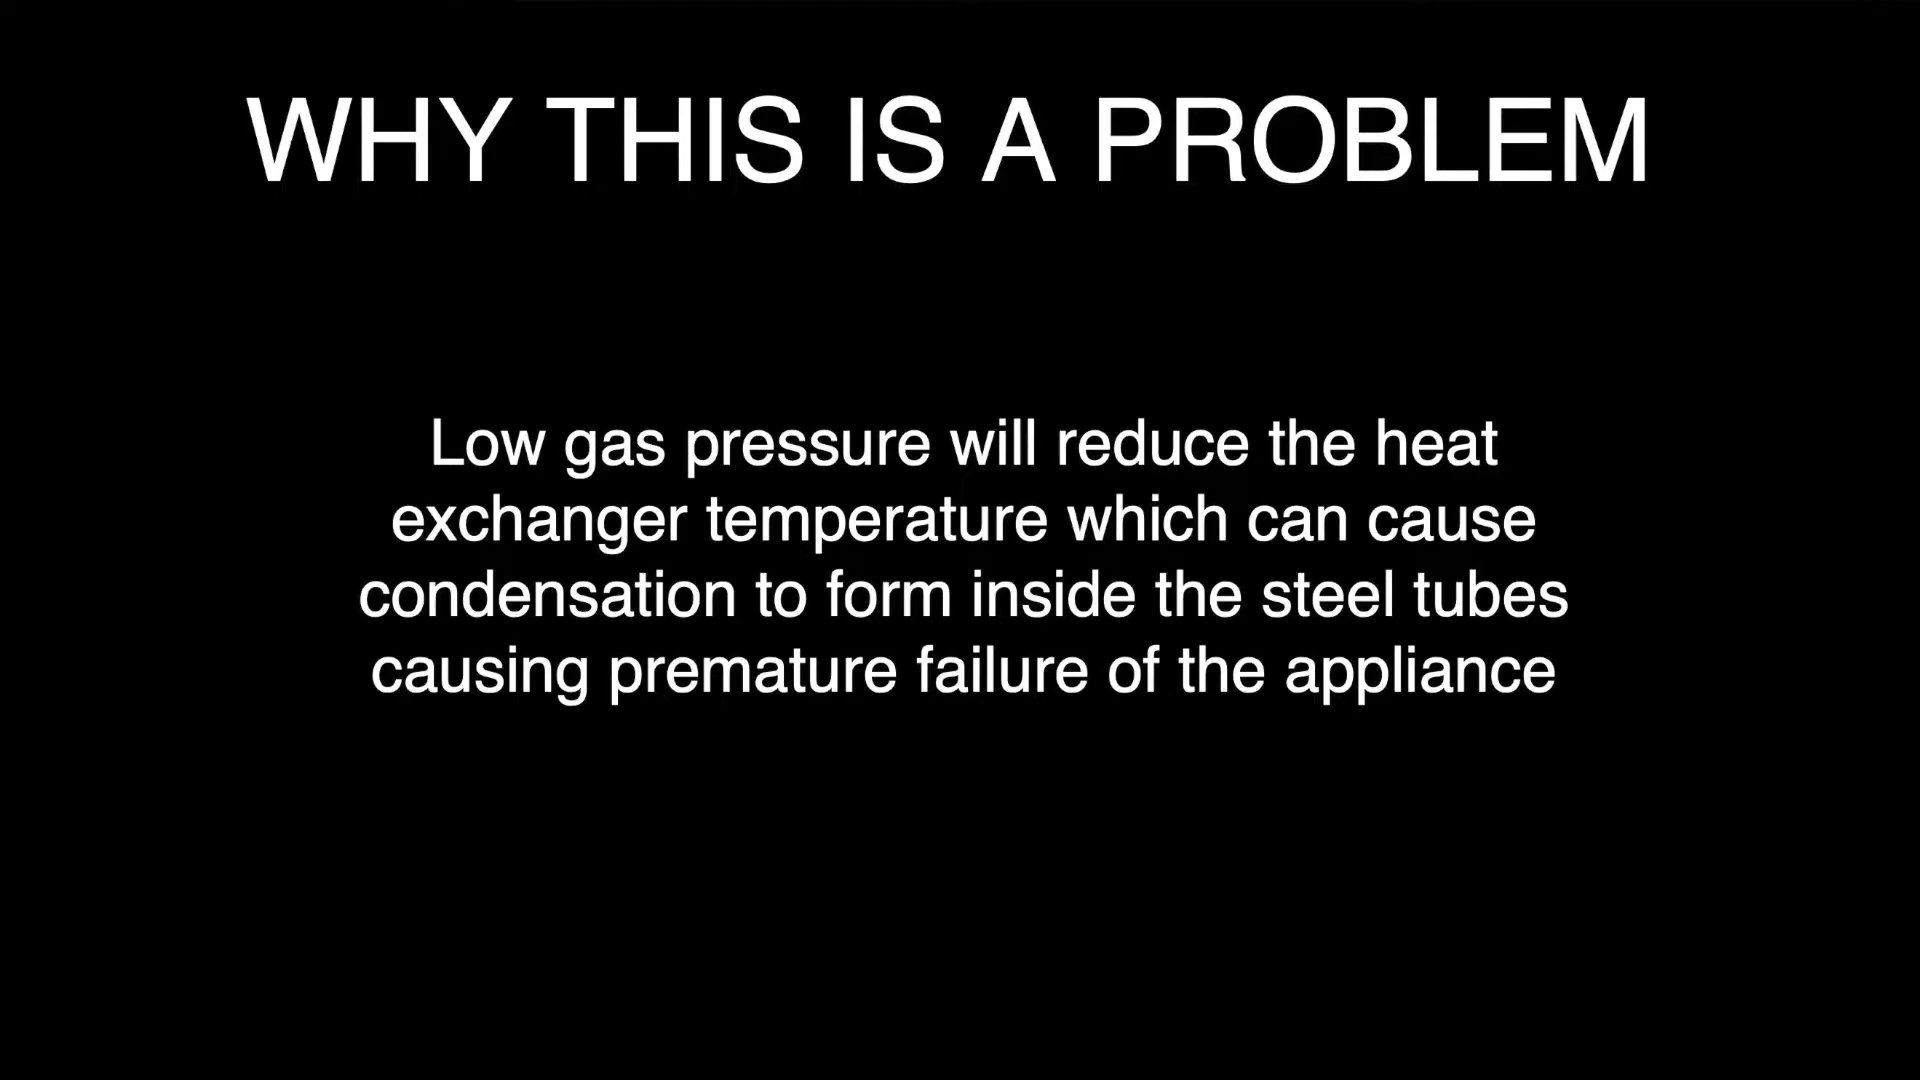 WHY THIS IS A PROBLEM
Low gas pressure will reduce the heat
exchanger temperature which can cause
condensation to form inside the steel tubes
causing premature failure of the appliance